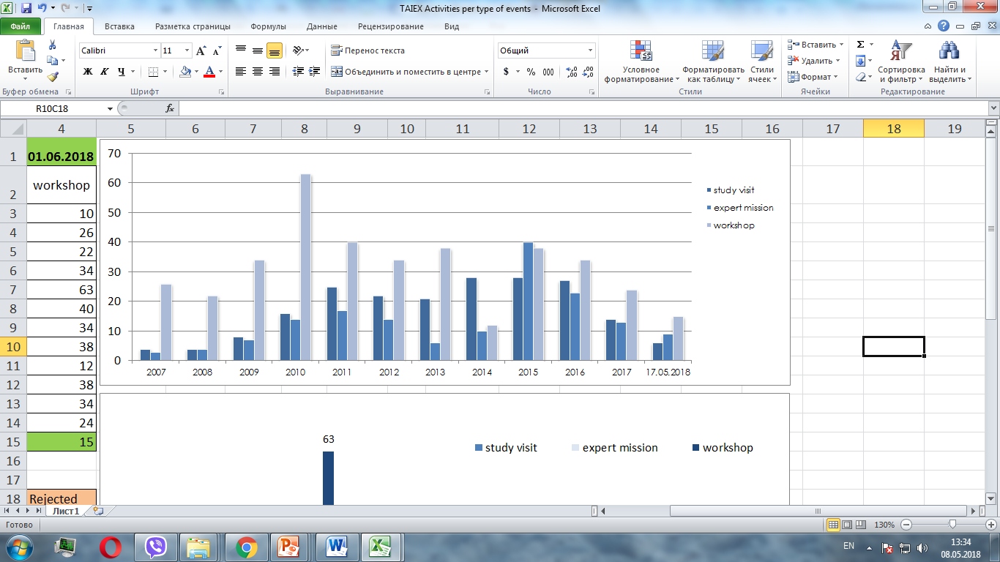 TAIEX Activities per type of events - Microsoft Excel
Файл Главная Вставка Разметка страницы Формулы Данные Рецензирование Вид
Вставить
Calibri 11
Перенос текста
Общий
Ж К Ч
Объединить и поместить в центре
$ % 000
Условное форматирование
Форматировать как таблицу
Стили ячеек
Вставить
Удалить
Формат
Сортировка и фильтр
Найти и выделить
Буфер обмена Шрифт Выравнивание Число Стили Ячейки Редактирование
R10C18 fx
4 5 6 7 8 9 10 11 12 13 14 15 16 17 18 19
1 01.06.2018
2 workshop
3 10
4 26
5 22
6 34
7 63
8 40
9 34
10 38
11 12
12 38
13 34
14 24
15 15
16
17
18 Rejected
70
60
50
40
30
20
10
0
2007 2008 2009 2010 2011 2012 2013 2014 2015 2016 2017 17.05.2018
study visit
expert mission
workshop
63
study visit expert mission workshop
Лист1
Готово 130%
EN 13:34
08.05.2018